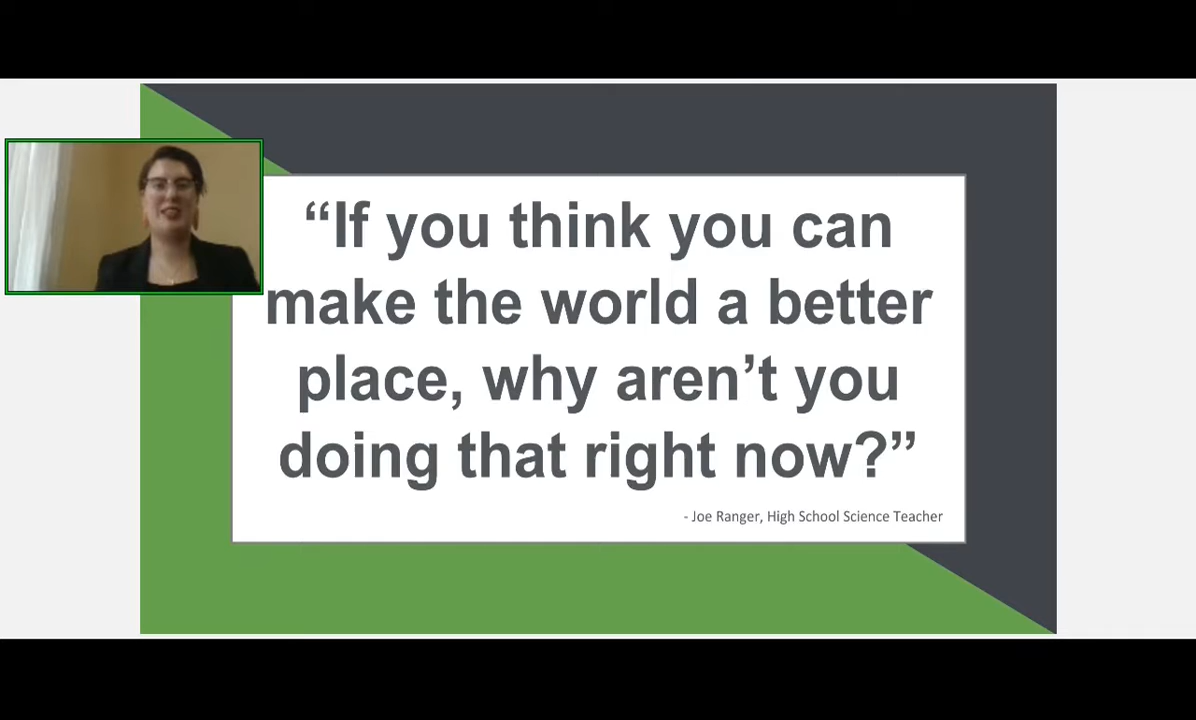 “If you think you can
make the world a better
place, why aren’t you
doing that right now?”
- Joe Ranger, High School Science Teacher